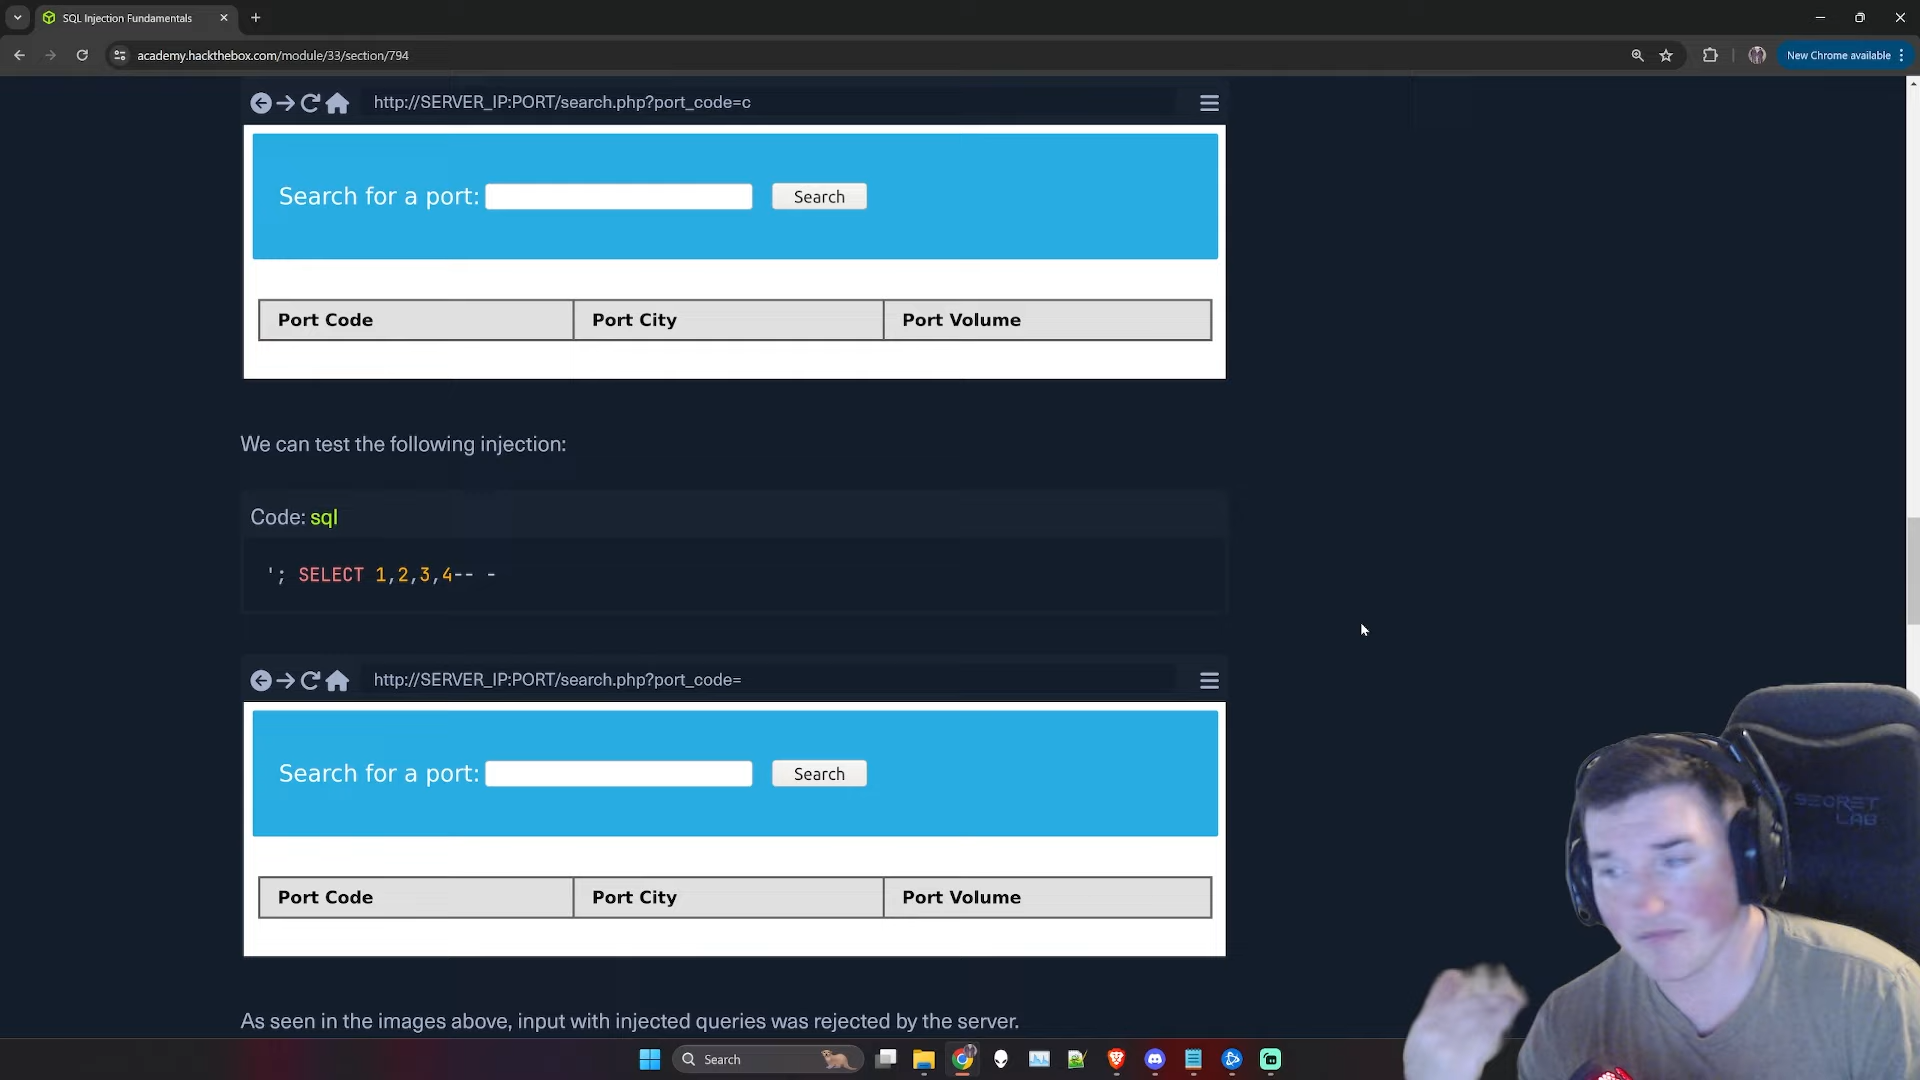 SQL Injection Fundamentals
academy.hackthebox.com/module/33/section/794
New Chrome available
http://SERVER_IP:PORT/search.php?port_code=c
Search for a port:
Search
Port Code Port City Port Volume
We can test the following injection:
Code: sql
'; SELECT 1,2,3,4-- -
http://SERVER_IP:PORT/search.php?port_code=
Search for a port:
Search
Port Code Port City Port Volume
SECRET
LAB
As seen in the images above, input with injected queries was rejected by the server.
Search